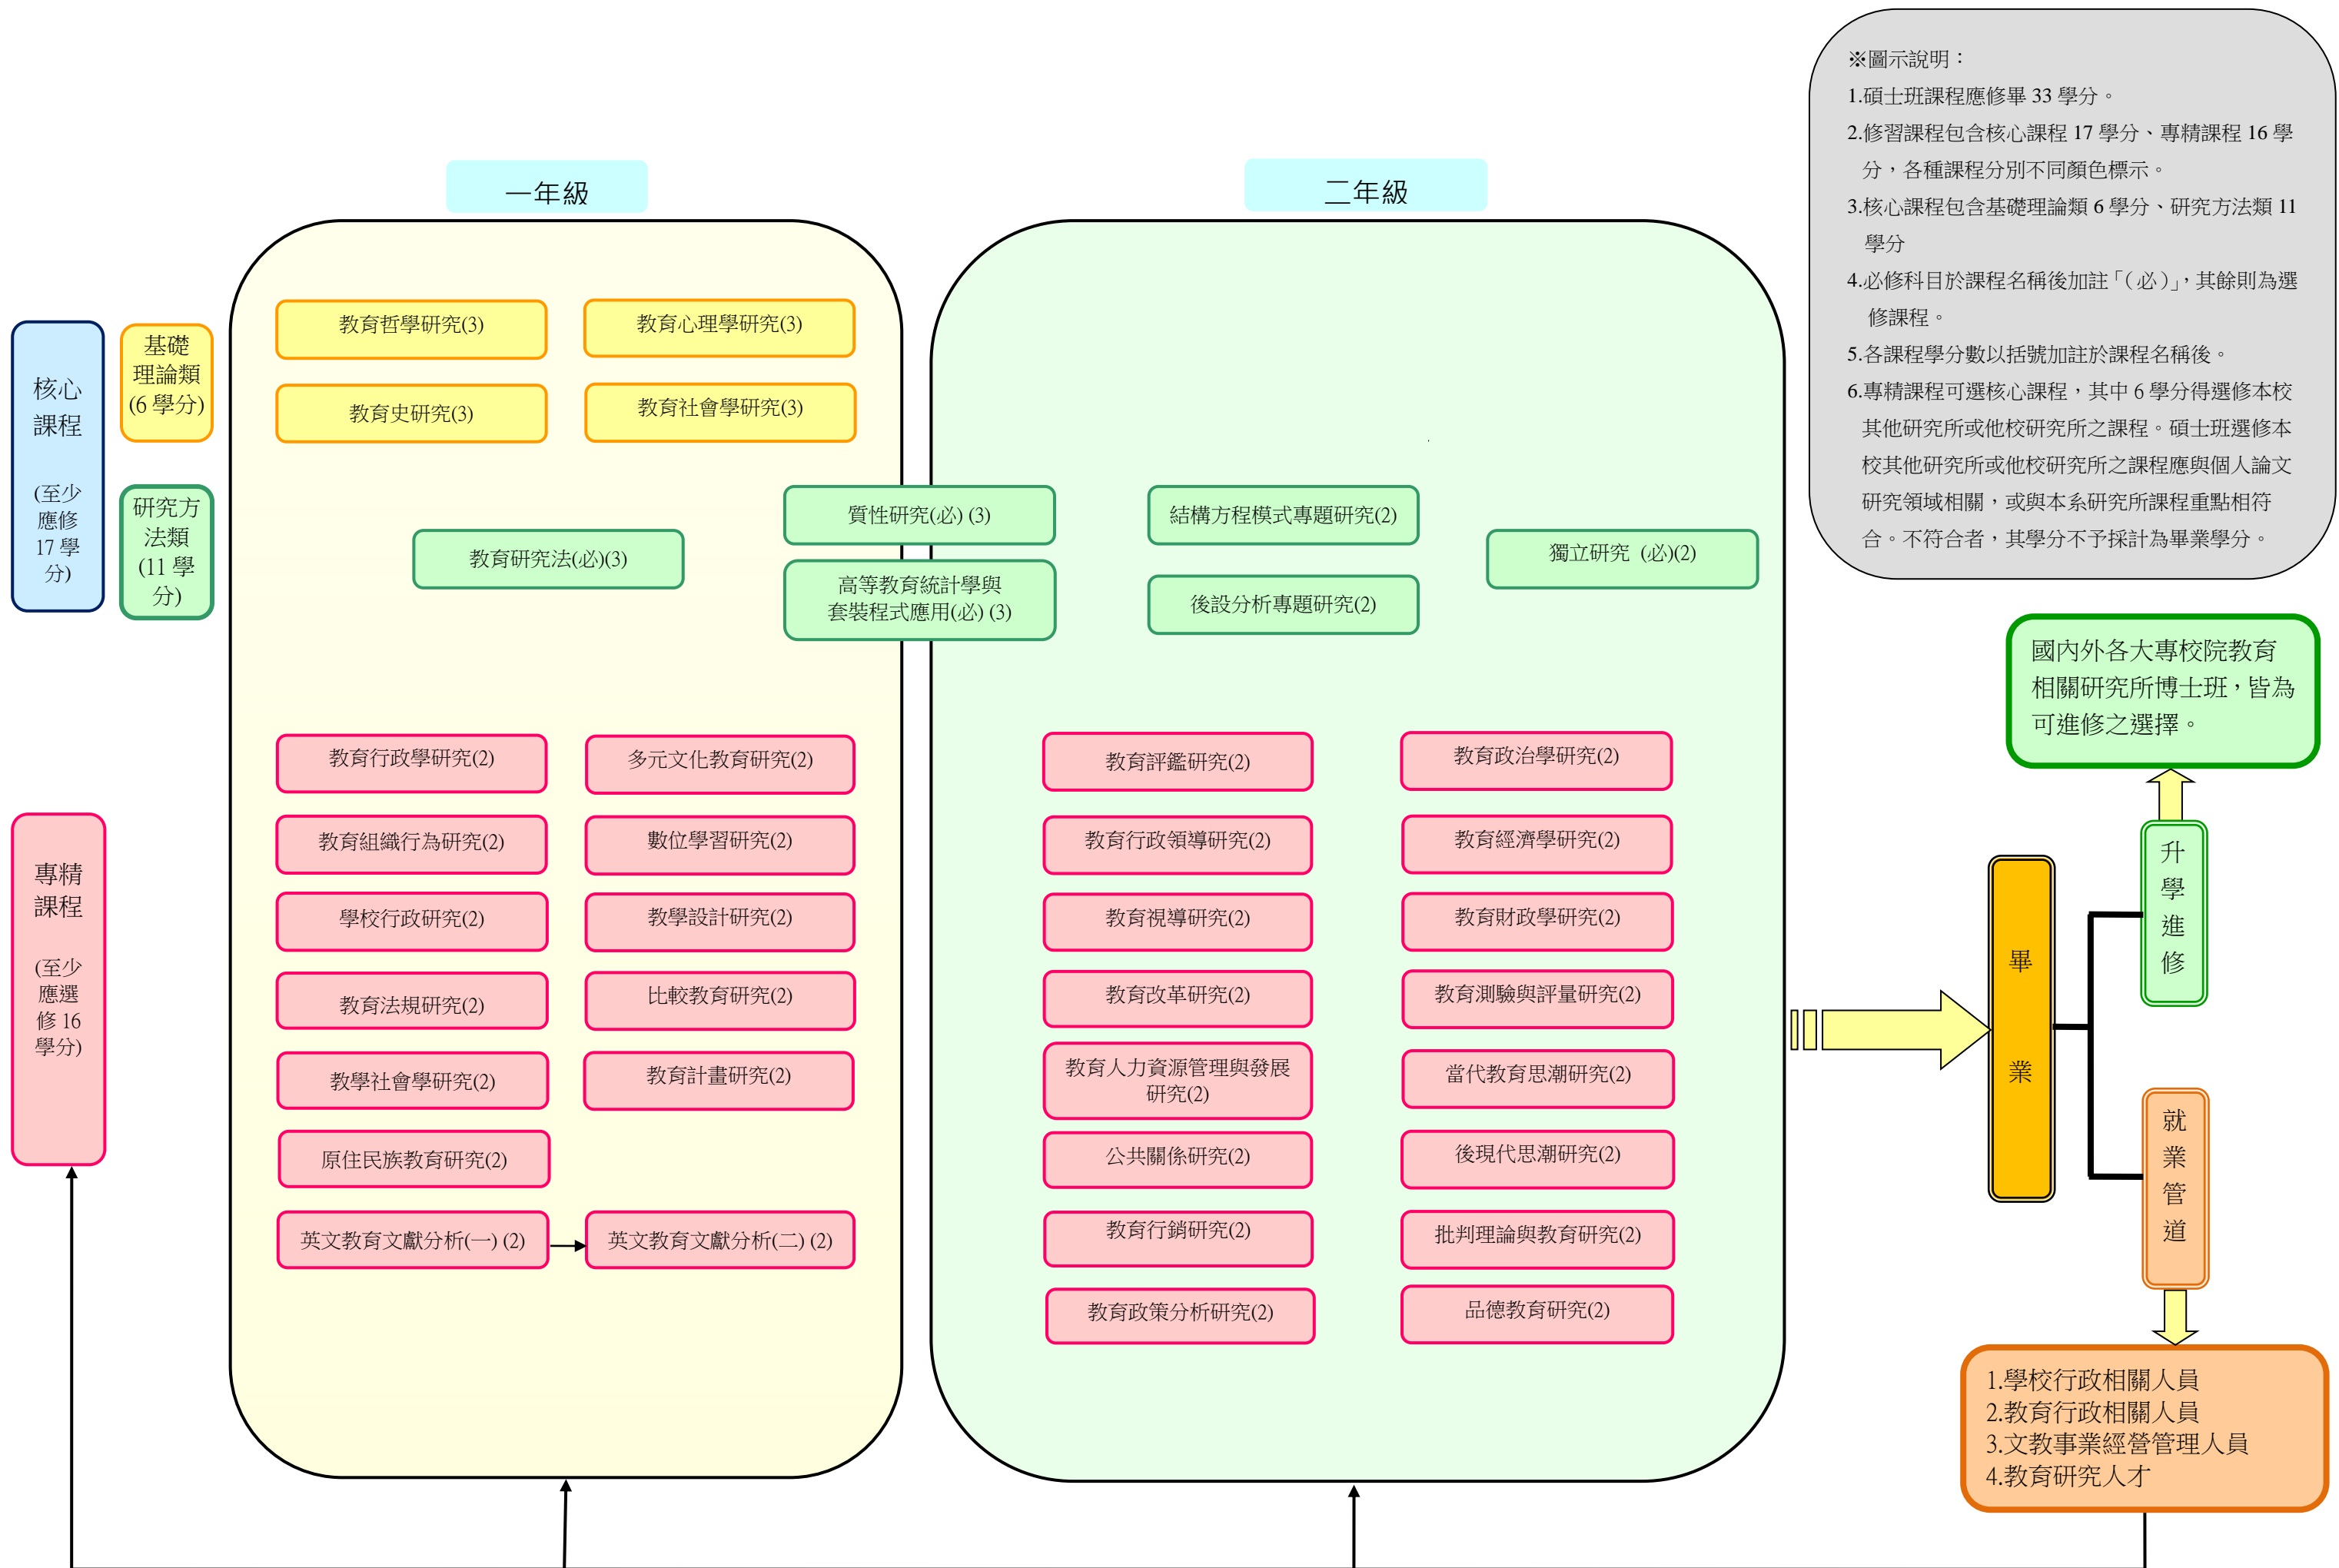 ※圖示說明：
1.碩士班課程應修畢 33 學分。
2.修習課程包含核心課程 17 學分、專精課程 16 學
分，各種課程分別不同顏色標示。
3.核心課程包含基礎理論類 6 學分、研究方法類 11
學分
4.必修科目於課程名稱後加註「（必）」，其餘則為選
修課程。
5.各課程學分數以括號加註於課程名稱後。
6.專精課程可選核心課程，其中 6 學分得選修本校
其他研究所或他校研究所之課程。碩士班選修本
校其他研究所或他校研究所之課程應與個人論文
研究領域相關，或與本系研究所課程重點相符
合。不符合者，其學分不予採計為畢業學分。
一年級
二年級
核心
課程
(至少
應修
17 學
分)
基礎
理論類
(6 學分)
研究方
法類
(11 學
分)
教育哲學研究(3)
教育心理學研究(3)
教育史研究(3)
教育社會學研究(3)
教育研究法(必)(3)
質性研究(必) (3)
高等教育統計學與
套裝程式應用(必) (3)
結構方程模式專題研究(2)
後設分析專題研究(2)
獨立研究 (必)(2)
專精
課程
(至少
應選
修 16
學分)
教育行政學研究(2)
多元文化教育研究(2)
教育組織行為研究(2)
數位學習研究(2)
學校行政研究(2)
教學設計研究(2)
教育法規研究(2)
比較教育研究(2)
教學社會學研究(2)
教育計畫研究(2)
原住民族教育研究(2)
英文教育文獻分析(一) (2)
英文教育文獻分析(二) (2)
教育評鑑研究(2)
教育政治學研究(2)
教育行政領導研究(2)
教育經濟學研究(2)
教育視導研究(2)
教育財政學研究(2)
教育改革研究(2)
教育測驗與評量研究(2)
教育人力資源管理與發展
研究(2)
當代教育思潮研究(2)
公共關係研究(2)
後現代思潮研究(2)
教育行銷研究(2)
批判理論與教育研究(2)
教育政策分析研究(2)
品德教育研究(2)
畢
業
升
學
進
修
國內外各大專校院教育
相關研究所博士班，皆為
可進修之選擇。
就
業
管
道
1.學校行政相關人員
2.教育行政相關人員
3.文教事業經營管理人員
4.教育研究人才